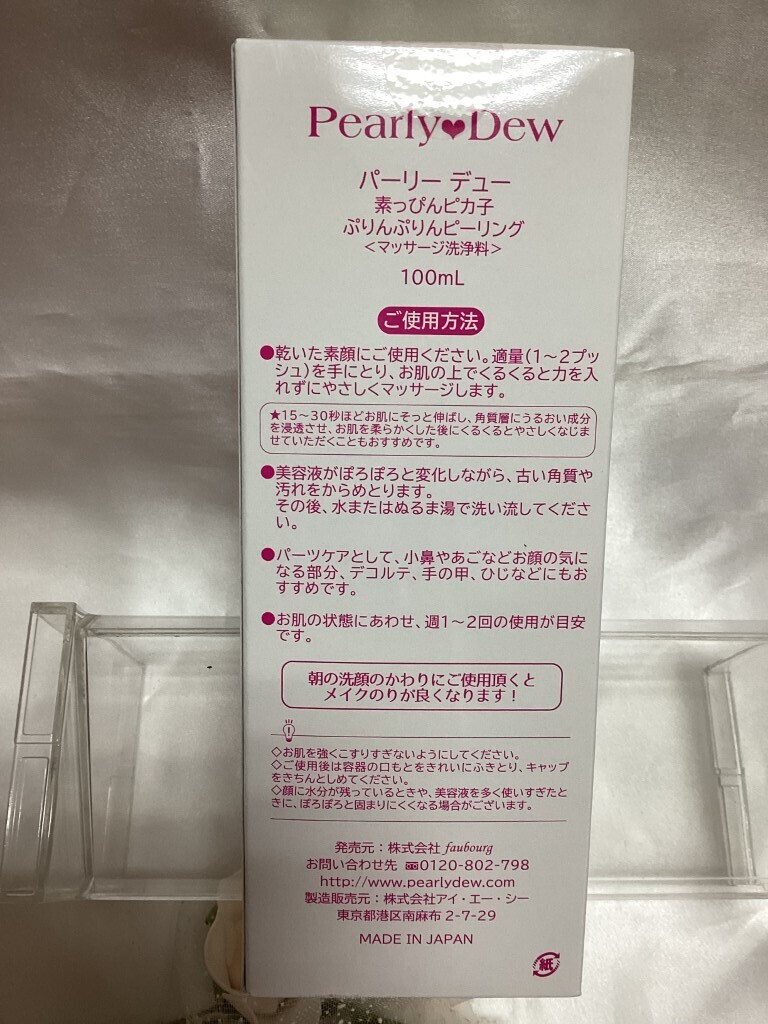 Pearly♥Dew
パーリー デュー
素っぴんピカ子
ぷりんぷりんピーリング
＜マッサージ洗浄料＞
100mL
ご使用方法
●乾いた素顔にご使用ください。適量（1～2プッ
シュ）を手にとり、お肌の上でくるくると力を入
れずにやさしくマッサージします。
★15～30秒ほどお肌にそっと伸ばし、角質層にうるおい成分
を浸透させ、お肌を柔らかくした後にくるくるとやさしくなじま
せていただくこともおすすめです。
●美容液がぽろぽろと変化しながら、古い角質や
汚れをからめとります。
その後、水またはぬるま湯で洗い流してくださ
い。
●パーツケアとして、小鼻やあごなどお顔の気に
なる部分、デコルテ、手の甲、ひじなどにもお
すすめです。
●お肌の状態にあわせ、週1～2回の使用が目安
です。
朝の洗顔のかわりにご使用頂くと
メイクのりが良くなります！
◇お肌を強くこすりすぎないようにしてください。
◇ご使用後は容器の口もとをきれいにふきとり、キャップ
をきちんとしめてください。
◇顔に水分が残っているときや、美容液を多く使いすぎたと
きに、ぽろぽろと固まりにくくなる場合がございます。
発売元：株式会社 faubourg
お問い合わせ先 0120-802-798
http://www.pearlydew.com
製造販売元：株式会社アイ・エー・シー
東京都港区南麻布 2-7-29
MADE IN JAPAN
紙